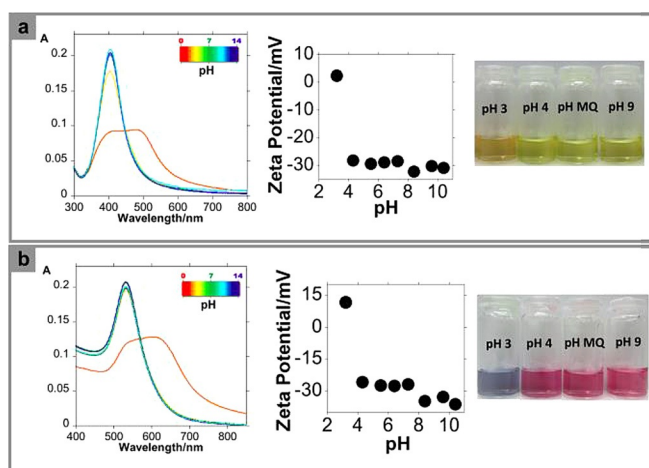 a
A
0 7 14
pH
0.2
0.15
0.1
0.05
0
300 400 500 600 700 800
Wavelength/nm
Zeta Potential/mV
10
0
-10
-20
-30
-40
2 4 6 8 10
pH
pH 3 pH 4 pH MQ pH 9
b
A
0 7 14
pH
0.2
0.15
0.1
0.05
0
400 500 600 700 800
Wavelength/nm
Zeta Potential/mV
15
0
-15
-30
2 4 6 8 10
pH
pH 3 pH 4 pH MQ pH 9